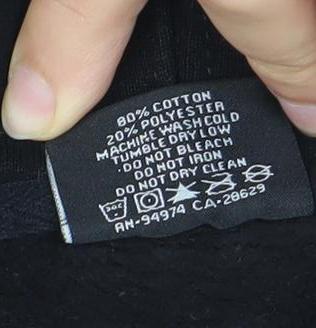 80% COTTON
20% POLYESTER
MACHINE WASH COLD
TUMBLE DRY LOW
DO NOT BLEACH
DO NOT IRON
DO NOT DRY CLEAN
RN-94974 CA-28629